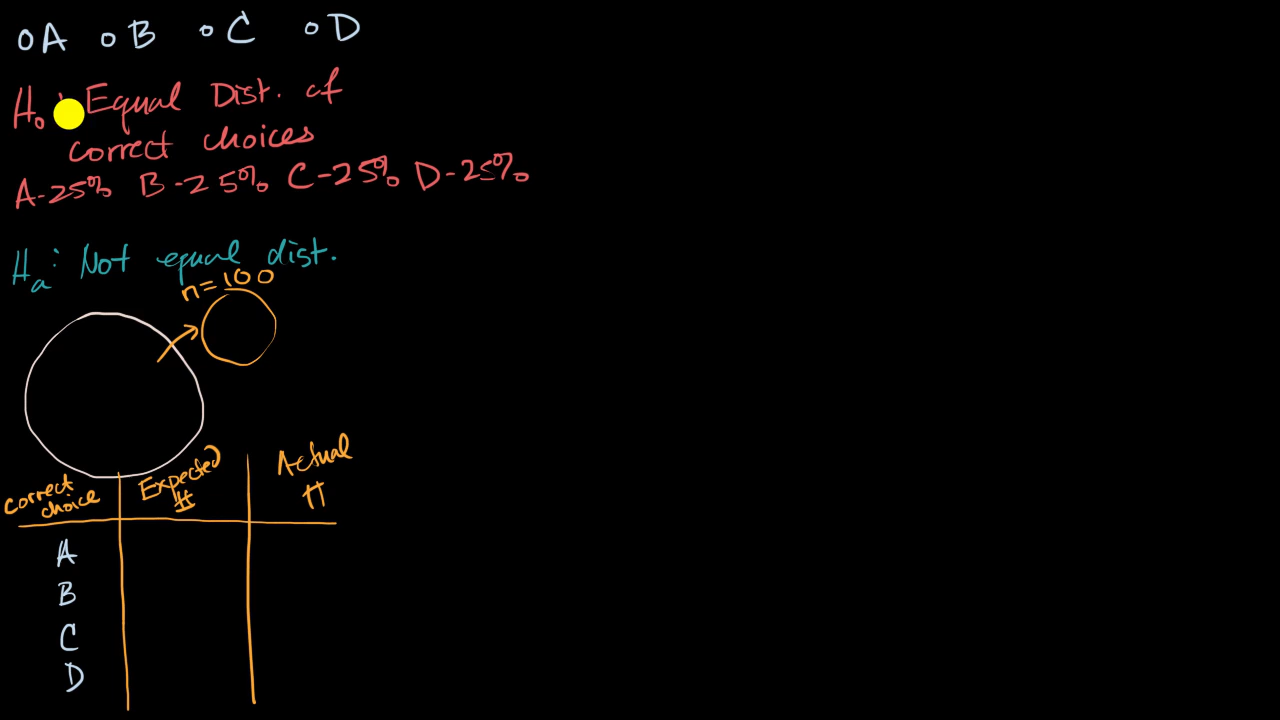 A B C D
H₀: Equal Dist. of
correct choices
A-25% B-25% C-25% D-25%
Hₐ: Not equal dist.
n=100
correct choice
Expected #
Actual #
A
B
C
D